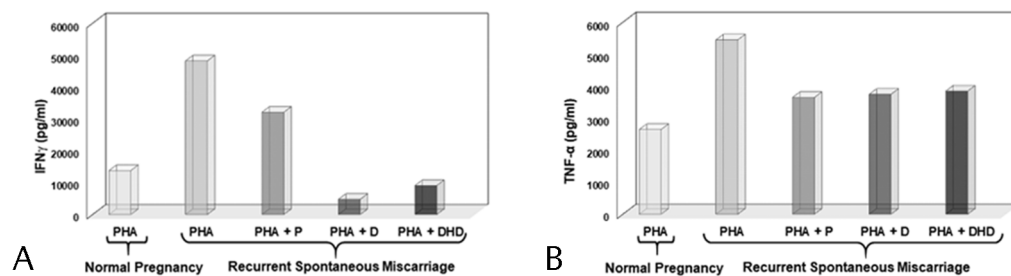 60000
50000
40000
30000
20000
10000
0
IFNγ (pg/ml)
PHA PHA PHA + P PHA + D PHA + DHD
Normal Pregnancy Recurrent Spontaneous Miscarriage
A
6000
5000
4000
3000
2000
1000
0
TNF-α (pg/ml)
PHA PHA PHA + P PHA + D PHA + DHD
Normal Pregnancy Recurrent Spontaneous Miscarriage
B